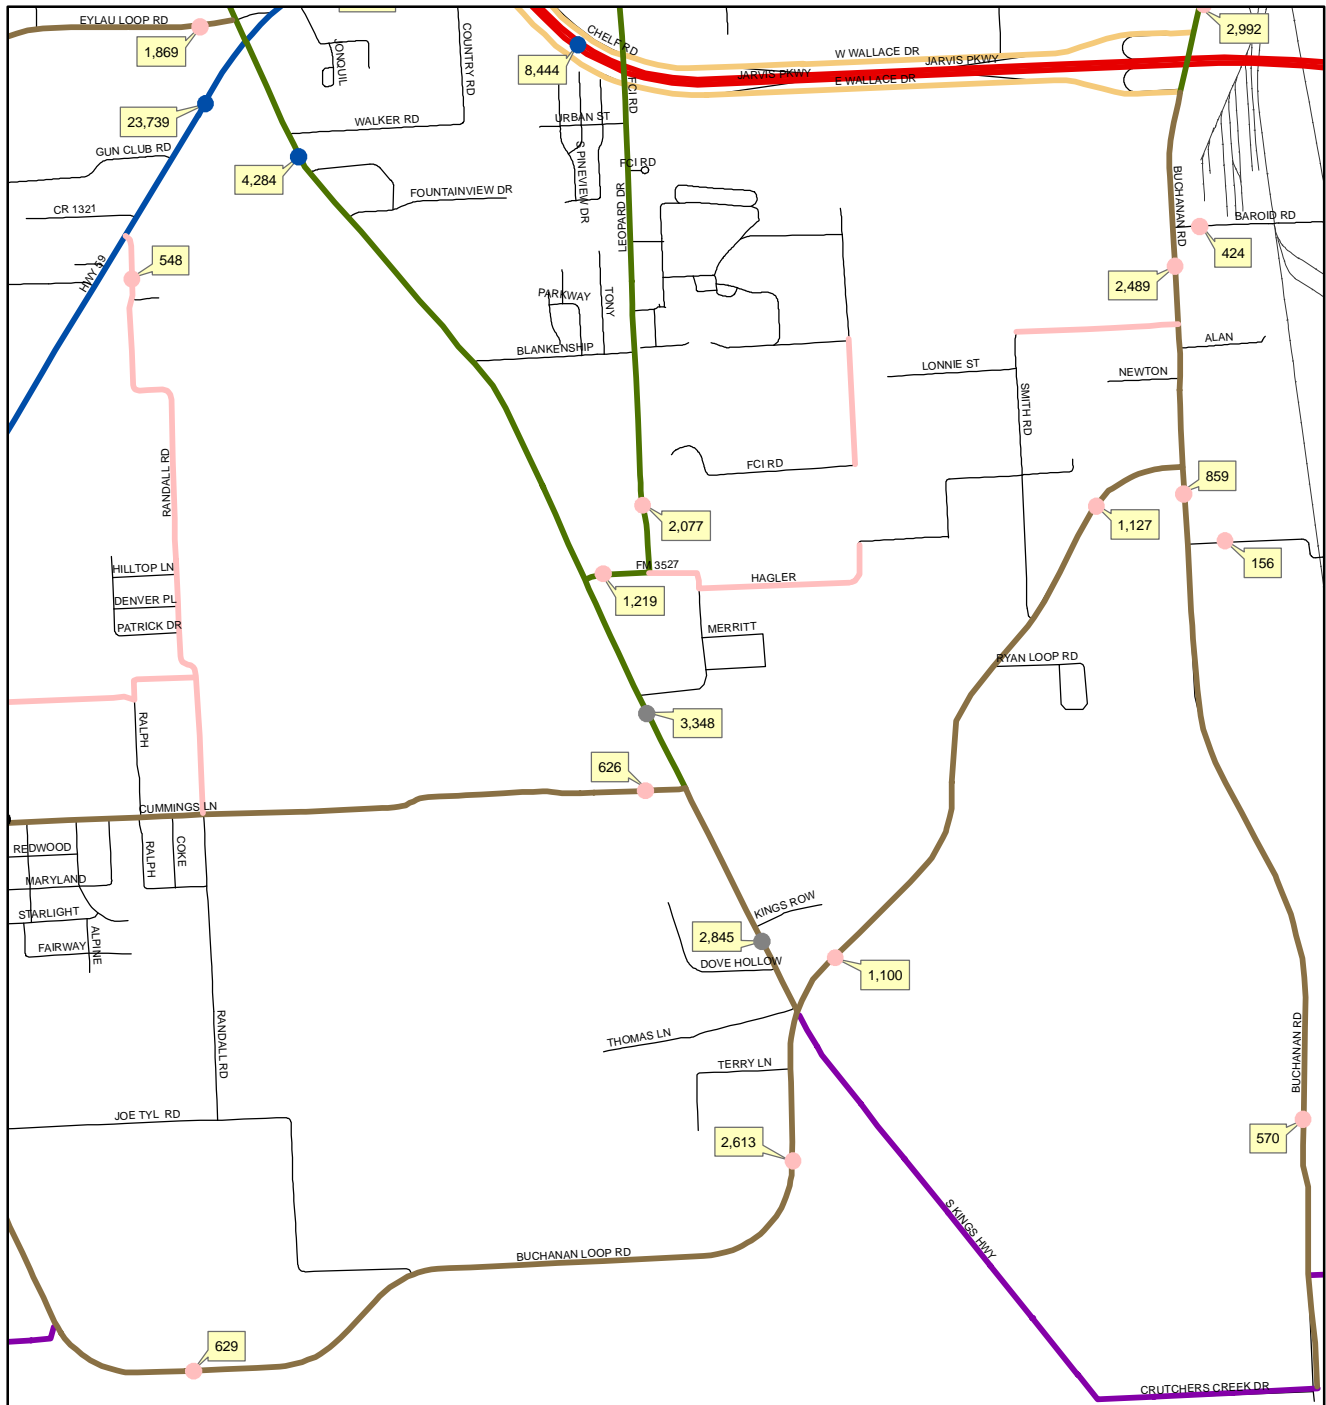 EYLAU LOOP RD
1,869
JONQUIL
COUNTRY RD
CHELF RD
8,444
FCI RD
W WALLACE DR
JARVIS PKWY
JARVIS PKWY
E WALLACE DR
2,992
23,739
WALKER RD
URBAN ST
GUN CLUB RD
S PINEVIEW DR
FCI RD
4,284
FOUNTAINVIEW DR
BUCHANAN RD
CR 1321
LEOPARD DR
BAROID RD
424
548
HWY 59
2,489
PARKWAY
TONY
BLANKENSHIP
ALAN
LONNIE ST
NEWTON
SMITH RD
RANDALL RD
FCI RD
859
2,077
1,127
156
FM 3527
HAGLER
HILLTOP LN
1,219
DENVER PL
PATRICK DR
MERRITT
RYAN LOOP RD
RALPH
3,348
626
CUMMINGS LN
REDWOOD
RALPH
COKE
MARYLAND
STARLIGHT
ALPINE
FAIRWAY
KINGS ROW
2,845
DOVE HOLLOW
1,100
RANDALL RD
THOMAS LN
TERRY LN
BUCHANAN RD
JOE TYL RD
2,613
570
S KINGS HWY
BUCHANAN LOOP RD
629
CRUTCHERS CREEK DR